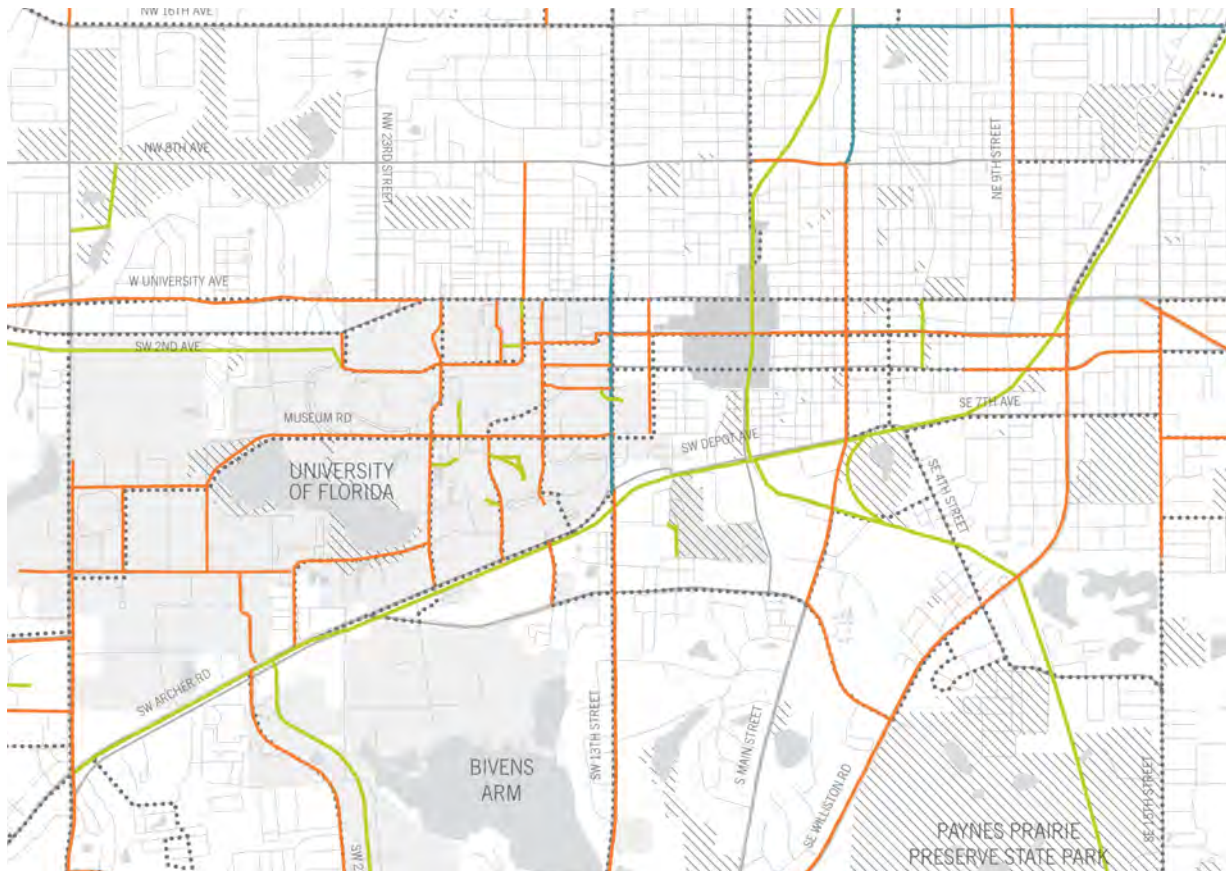 NW 16TH AVE
NW 8TH AVE
NW 23RD STREET
NE 9TH STREET
W UNIVERSITY AVE
SW 2ND AVE
MUSEUM RD
SE 7TH AVE
SW DEPOT AVE
UNIVERSITY
OF FLORIDA
SE 4TH STREET
SW ARCHER RD
SW 13TH STREET
S MAIN STREET
BIVENS
ARM
SE WILLISTON RD
SE 15TH STREET
PAYNES PRAIRIE
PRESERVE STATE PARK
SW 2